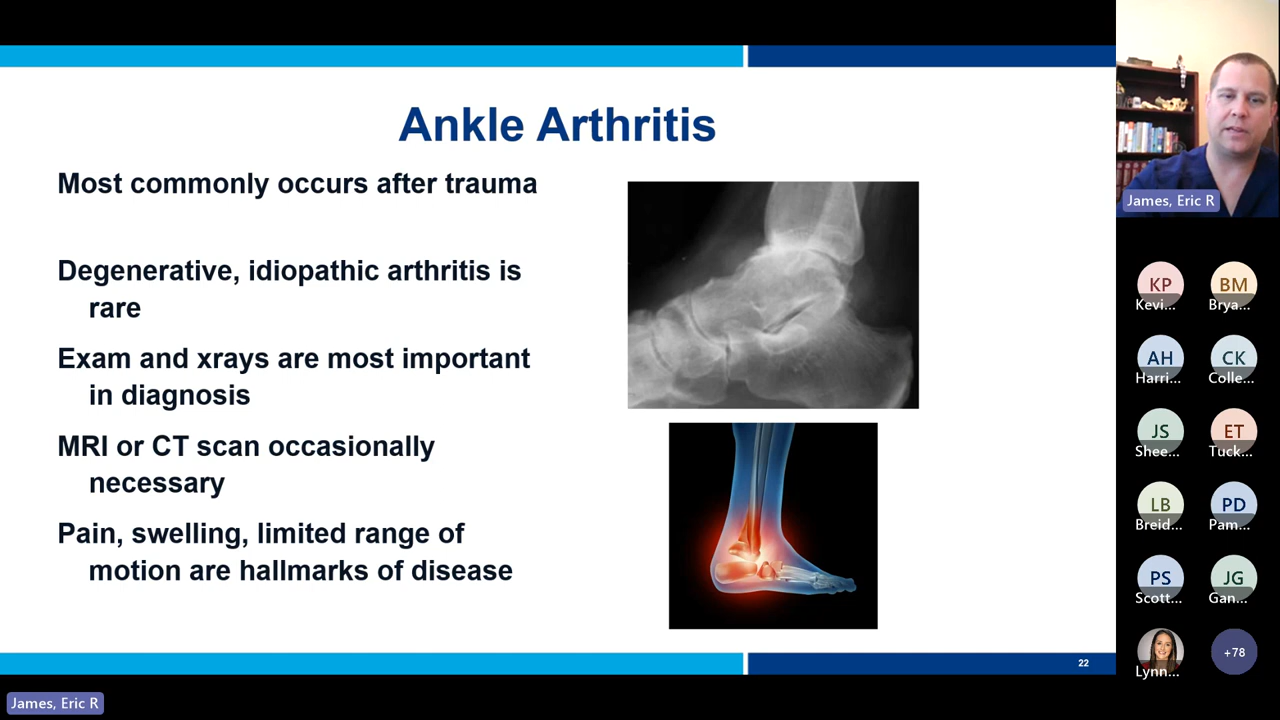 Ankle Arthritis
Most commonly occurs after trauma
Degenerative, idiopathic arthritis is
rare
Exam and xrays are most important
in diagnosis
MRI or CT scan occasionally
necessary
Pain, swelling, limited range of
motion are hallmarks of disease
22
James, Eric R
James, Eric R
KP
Kevi...
BM
Brya...
AH
Harri...
CK
Colle...
JS
Shee...
ET
Tuck...
LB
Breid...
PD
Pam...
PS
Scott...
JG
Gan...
Lynn...
+78